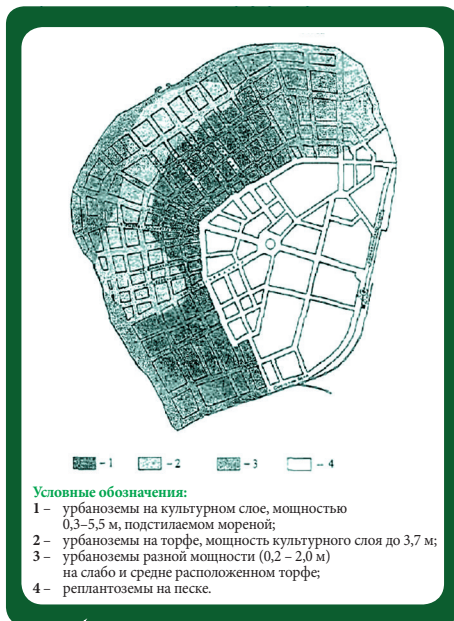 – 1 – 2 – 3 – 4
Условные обозначения:
1 – урбаноземы на культурном слое, мощностью
0,3–5,5 м, подстилаемом мореной;
2 – урбаноземы на торфе, мощность культурного слоя до 3,7 м;
3 – урбаноземы разной мощности (0,2 – 2,0 м)
на слабо и средне расположенном торфе;
4 – реплантоземы на песке.